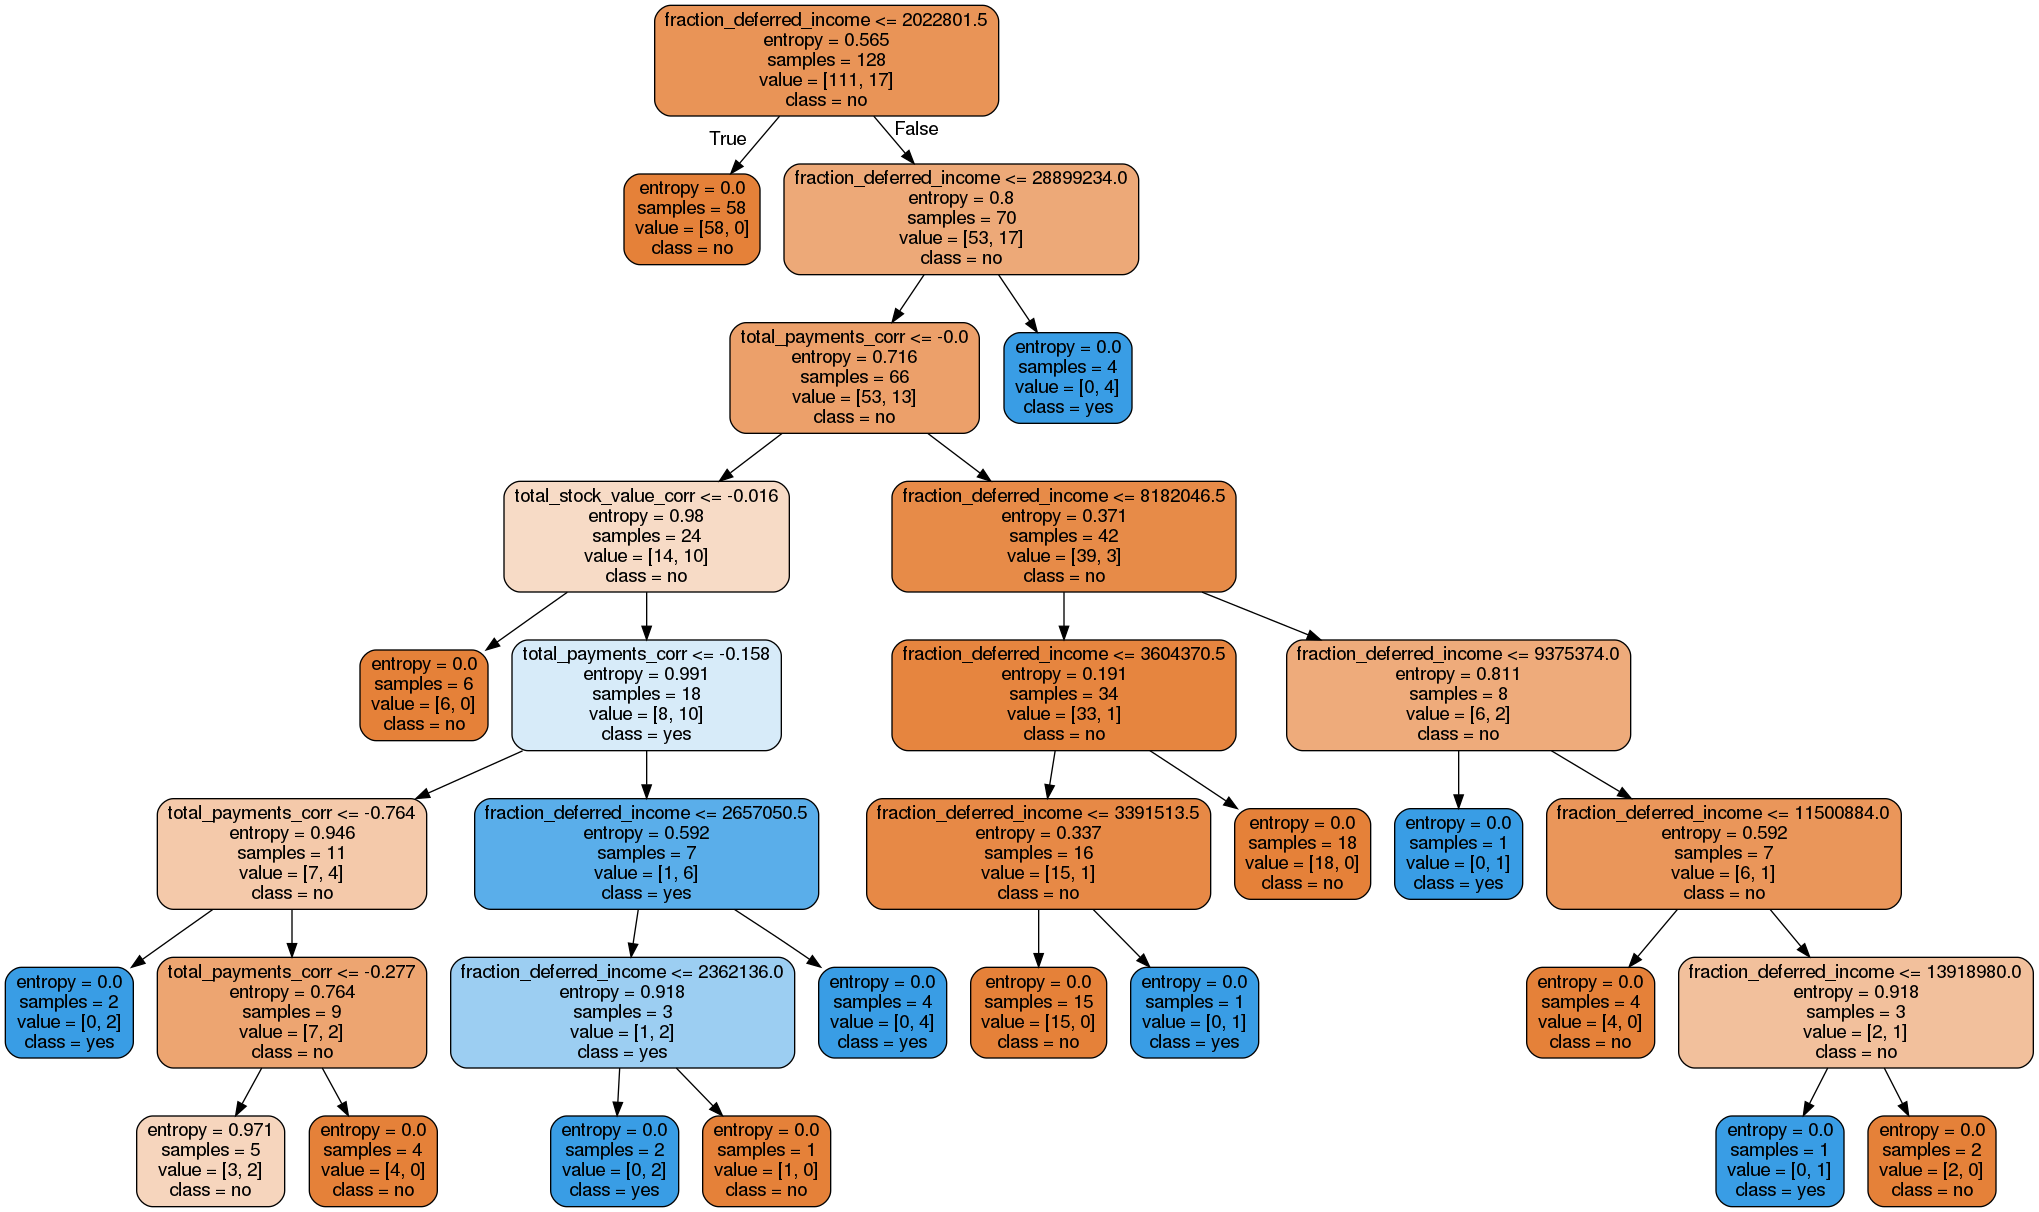 fraction_deferred_income <= 2022801.5
entropy = 0.565
samples = 128
value = [111, 17]
class = no
True
False
entropy = 0.0
samples = 58
value = [58, 0]
class = no
fraction_deferred_income <= 28899234.0
entropy = 0.8
samples = 70
value = [53, 17]
class = no
total_payments_corr <= -0.0
entropy = 0.716
samples = 66
value = [53, 13]
class = no
entropy = 0.0
samples = 4
value = [0, 4]
class = yes
total_stock_value_corr <= -0.016
entropy = 0.98
samples = 24
value = [14, 10]
class = no
fraction_deferred_income <= 8182046.5
entropy = 0.371
samples = 42
value = [39, 3]
class = no
entropy = 0.0
samples = 6
value = [6, 0]
class = no
total_payments_corr <= -0.158
entropy = 0.991
samples = 18
value = [8, 10]
class = yes
fraction_deferred_income <= 3604370.5
entropy = 0.191
samples = 34
value = [33, 1]
class = no
fraction_deferred_income <= 9375374.0
entropy = 0.811
samples = 8
value = [6, 2]
class = no
total_payments_corr <= -0.764
entropy = 0.946
samples = 11
value = [7, 4]
class = no
fraction_deferred_income <= 2657050.5
entropy = 0.592
samples = 7
value = [1, 6]
class = yes
fraction_deferred_income <= 3391513.5
entropy = 0.337
samples = 16
value = [15, 1]
class = no
entropy = 0.0
samples = 18
value = [18, 0]
class = no
entropy = 0.0
samples = 1
value = [0, 1]
class = yes
fraction_deferred_income <= 11500884.0
entropy = 0.592
samples = 7
value = [6, 1]
class = no
entropy = 0.0
samples = 2
value = [0, 2]
class = yes
total_payments_corr <= -0.277
entropy = 0.764
samples = 9
value = [7, 2]
class = no
fraction_deferred_income <= 2362136.0
entropy = 0.918
samples = 3
value = [1, 2]
class = yes
entropy = 0.0
samples = 4
value = [0, 4]
class = yes
entropy = 0.0
samples = 15
value = [15, 0]
class = no
entropy = 0.0
samples = 1
value = [0, 1]
class = yes
entropy = 0.0
samples = 4
value = [4, 0]
class = no
fraction_deferred_income <= 13918980.0
entropy = 0.918
samples = 3
value = [2, 1]
class = no
entropy = 0.971
samples = 5
value = [3, 2]
class = no
entropy = 0.0
samples = 4
value = [4, 0]
class = no
entropy = 0.0
samples = 2
value = [0, 2]
class = yes
entropy = 0.0
samples = 1
value = [1, 0]
class = no
entropy = 0.0
samples = 1
value = [0, 1]
class = yes
entropy = 0.0
samples = 2
value = [2, 0]
class = no